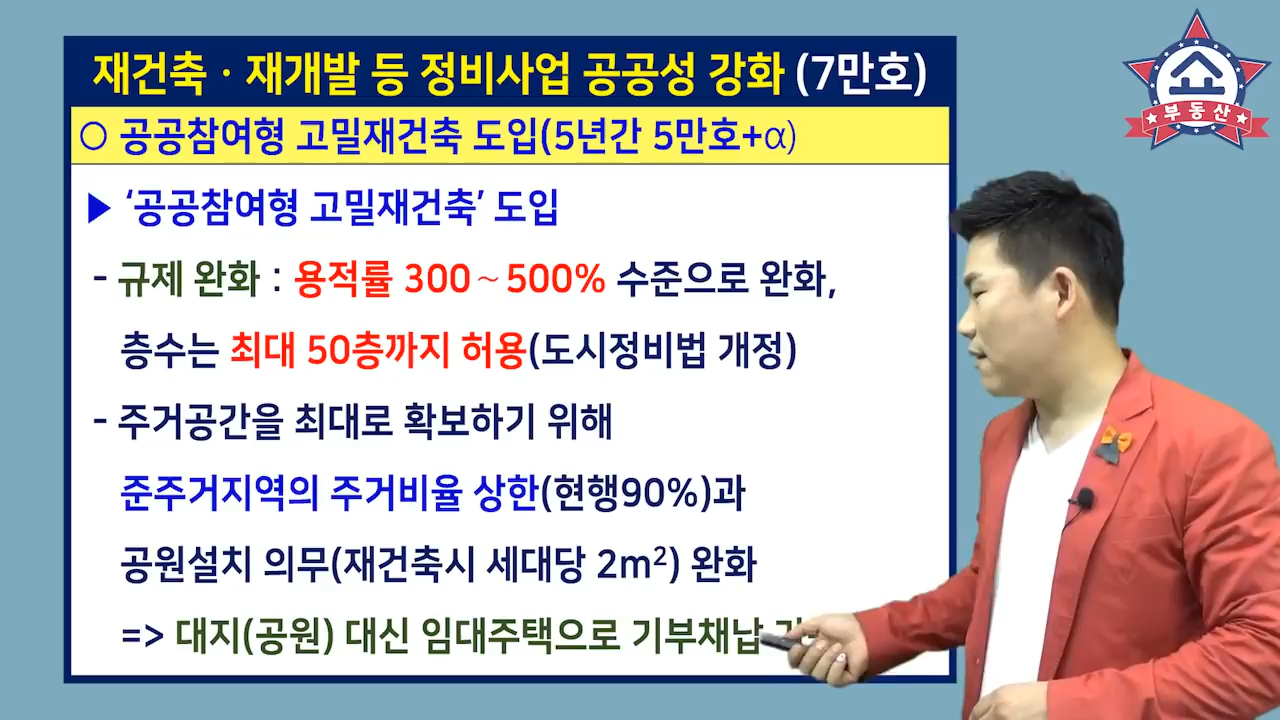 재건축 · 재개발 등 정비사업 공공성 강화 (7만호)
○ 공공참여형 고밀재건축 도입(5년간 5만호+α)
▶ ‘공공참여형 고밀재건축’ 도입
- 규제 완화 : 용적률 300~500% 수준으로 완화,
층수는 최대 50층까지 허용(도시정비법 개정)
- 주거공간을 최대로 확보하기 위해
준주거지역의 주거비율 상한(현행90%)과
공원설치 의무(재건축시 세대당 2m²) 완화
=> 대지(공원) 대신 임대주택으로 기부채납
부동산